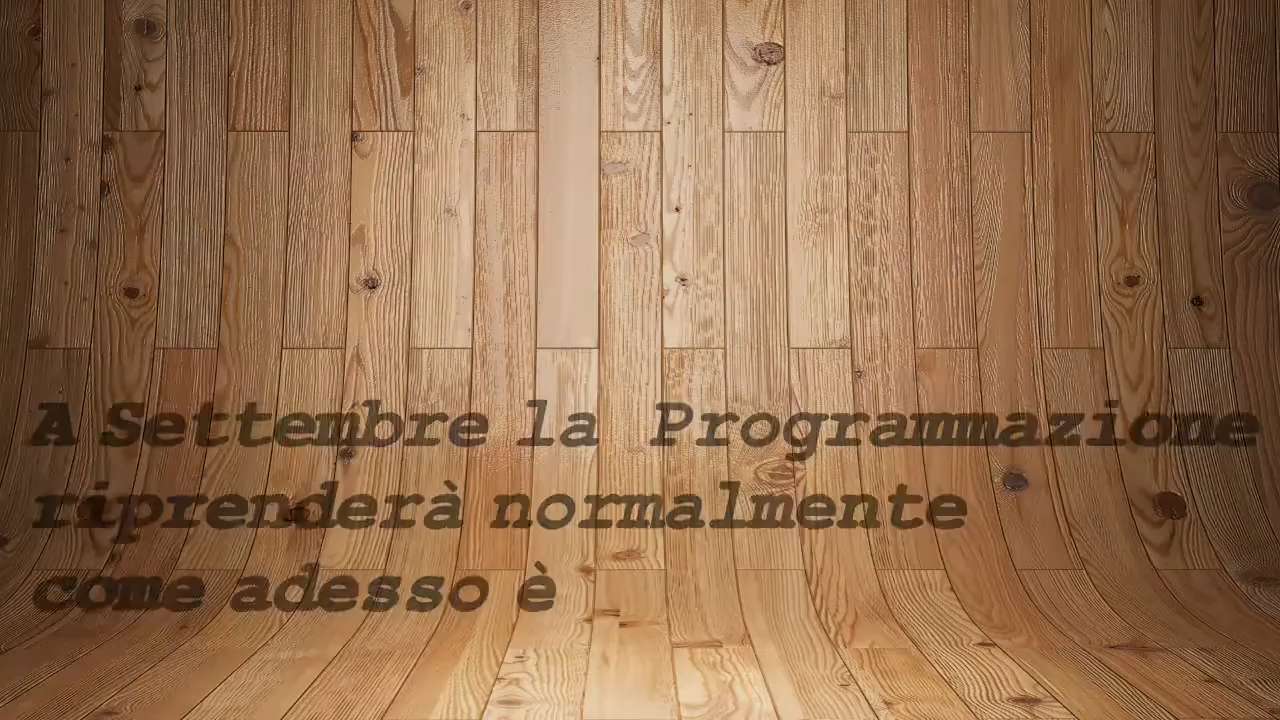 A Settembre la Programmazione
riprenderà normalmente
come adesso è